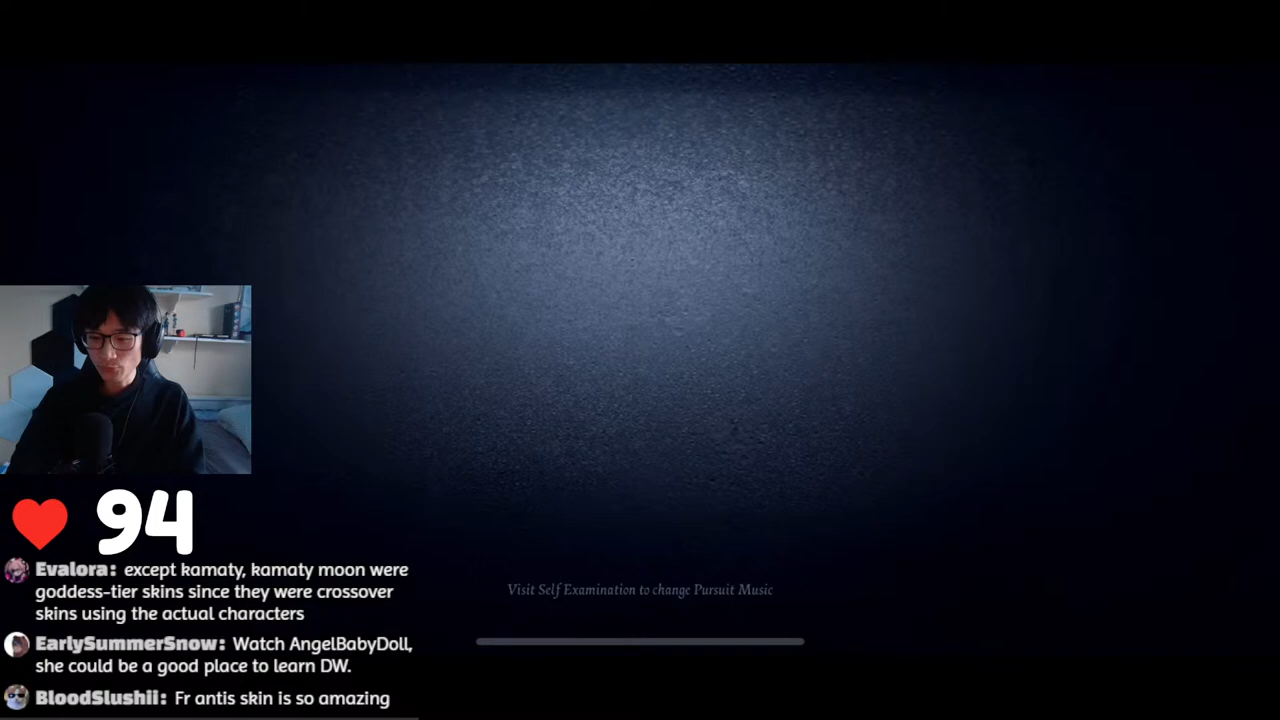 Visit Self Examination to change Pursuit Music
94
Evalora: except kamaty, kamaty moon were
goddess-tier skins since they were crossover
skins using the actual characters
EarlySummerSnow: Watch AngelBabyDoll,
she could be a good place to learn DW.
BloodSlushii: Fr antis skin is so amazing